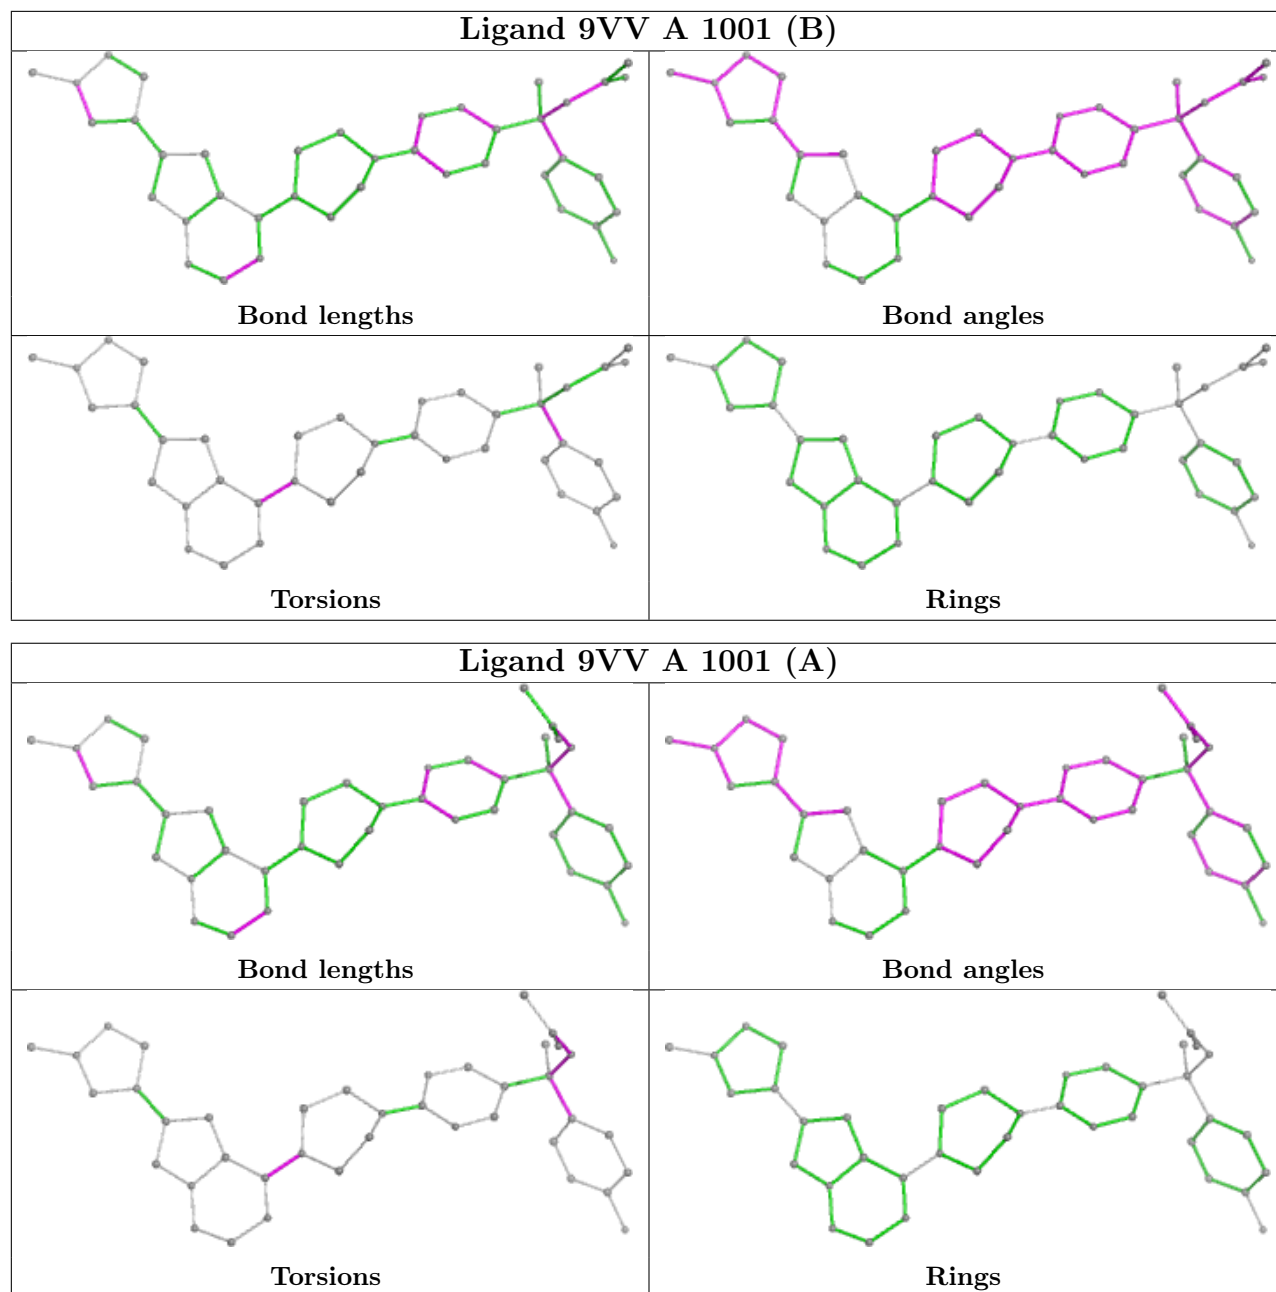 Ligand 9VV A 1001 (B)
Bond lengths
Bond angles
Torsions
Rings
Ligand 9VV A 1001 (A)
Bond lengths
Bond angles
Torsions
Rings